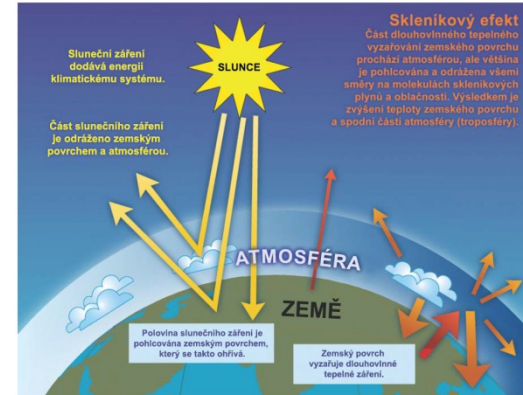 Skleníkový efekt
Část dlouhovlnného tepelného
vyzařování zemského povrchu
prochází atmosférou, ale většina
je pohlcována a odrážena všemi
směry na molekulách skleníkových
plynů a oblačností. Výsledkem je
zvýšení teploty zemského povrchu
a spodní části atmosféry (troposféry).
Sluneční záření
dodává energii
klimatickému systému.
SLUNCE
Část slunečního záření
je odráženo zemským
povrchem a atmosférou.
ATMOSFÉRA
ZEMĚ
Polovina slunečního záření je
pohlcována zemským povrchem,
který se takto ohřívá.
Zemský povrch
vyzařuje dlouhovlnné
tepelné záření.